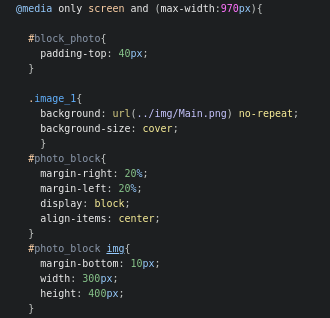 @media only screen and (max-width:970px){
#block_photo{
padding-top: 40px;
}
.image_1{
background: url(../img/Main.png) no-repeat;
background-size: cover;
}
#photo_block{
margin-right: 20%;
margin-left: 20%;
display: block;
align-items: center;
}
#photo_block img{
margin-bottom: 10px;
width: 300px;
height: 400px;
}